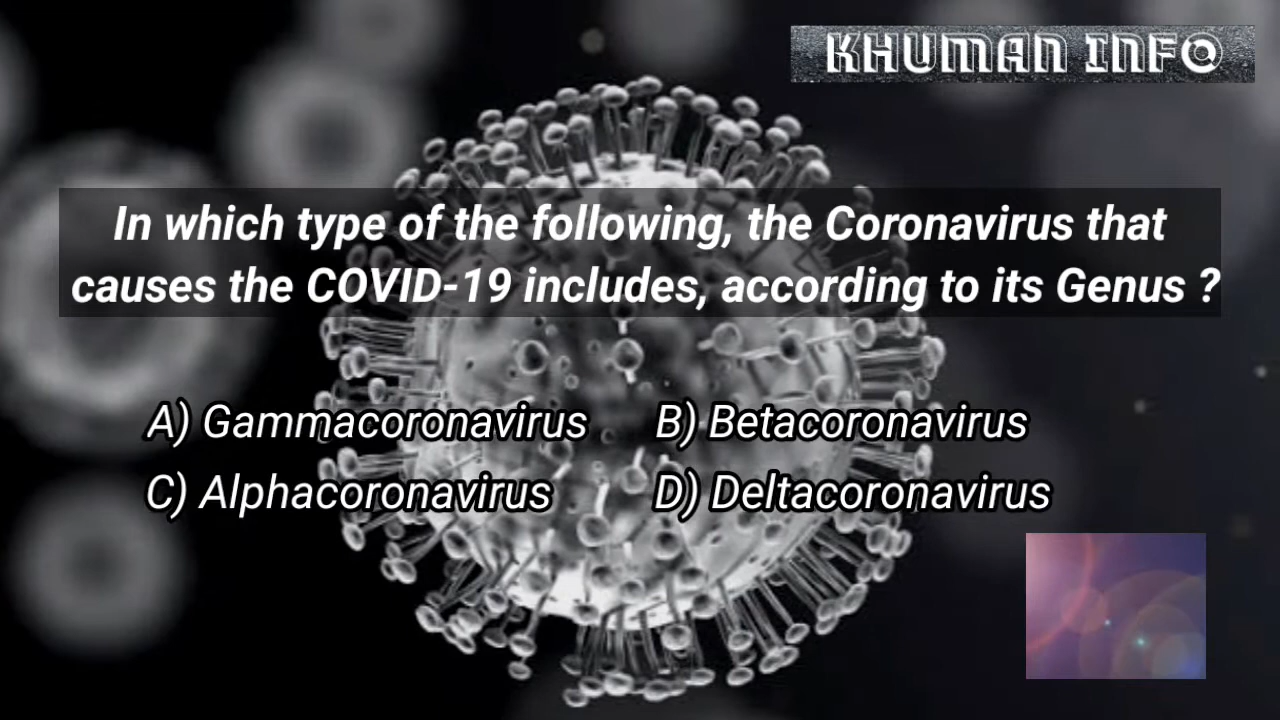 KHUMAN INFO
In which type of the following, the Coronavirus that
causes the COVID-19 includes, according to its Genus ?
A) Gammacoronavirus B) Betacoronavirus
C) Alphacoronavirus D) Deltacoronavirus